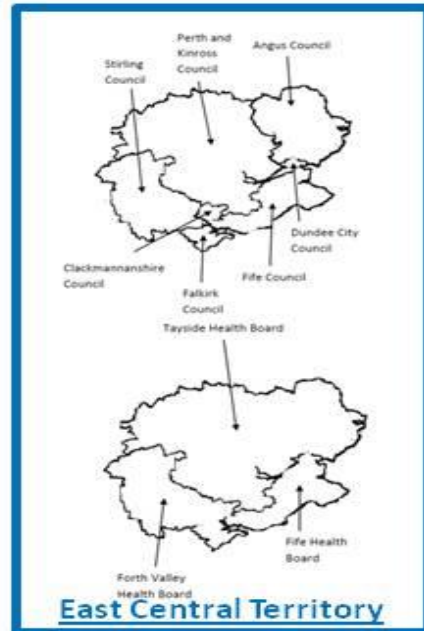 Perth and
Kinross
Council
Angus Council
Stirling
Council
Dundee City
Council
Clackmannanshire
Council
Fife Council
Falkirk
Council
Tayside Health Board
Fife Health
Board
Forth Valley
Health Board
East Central Territory